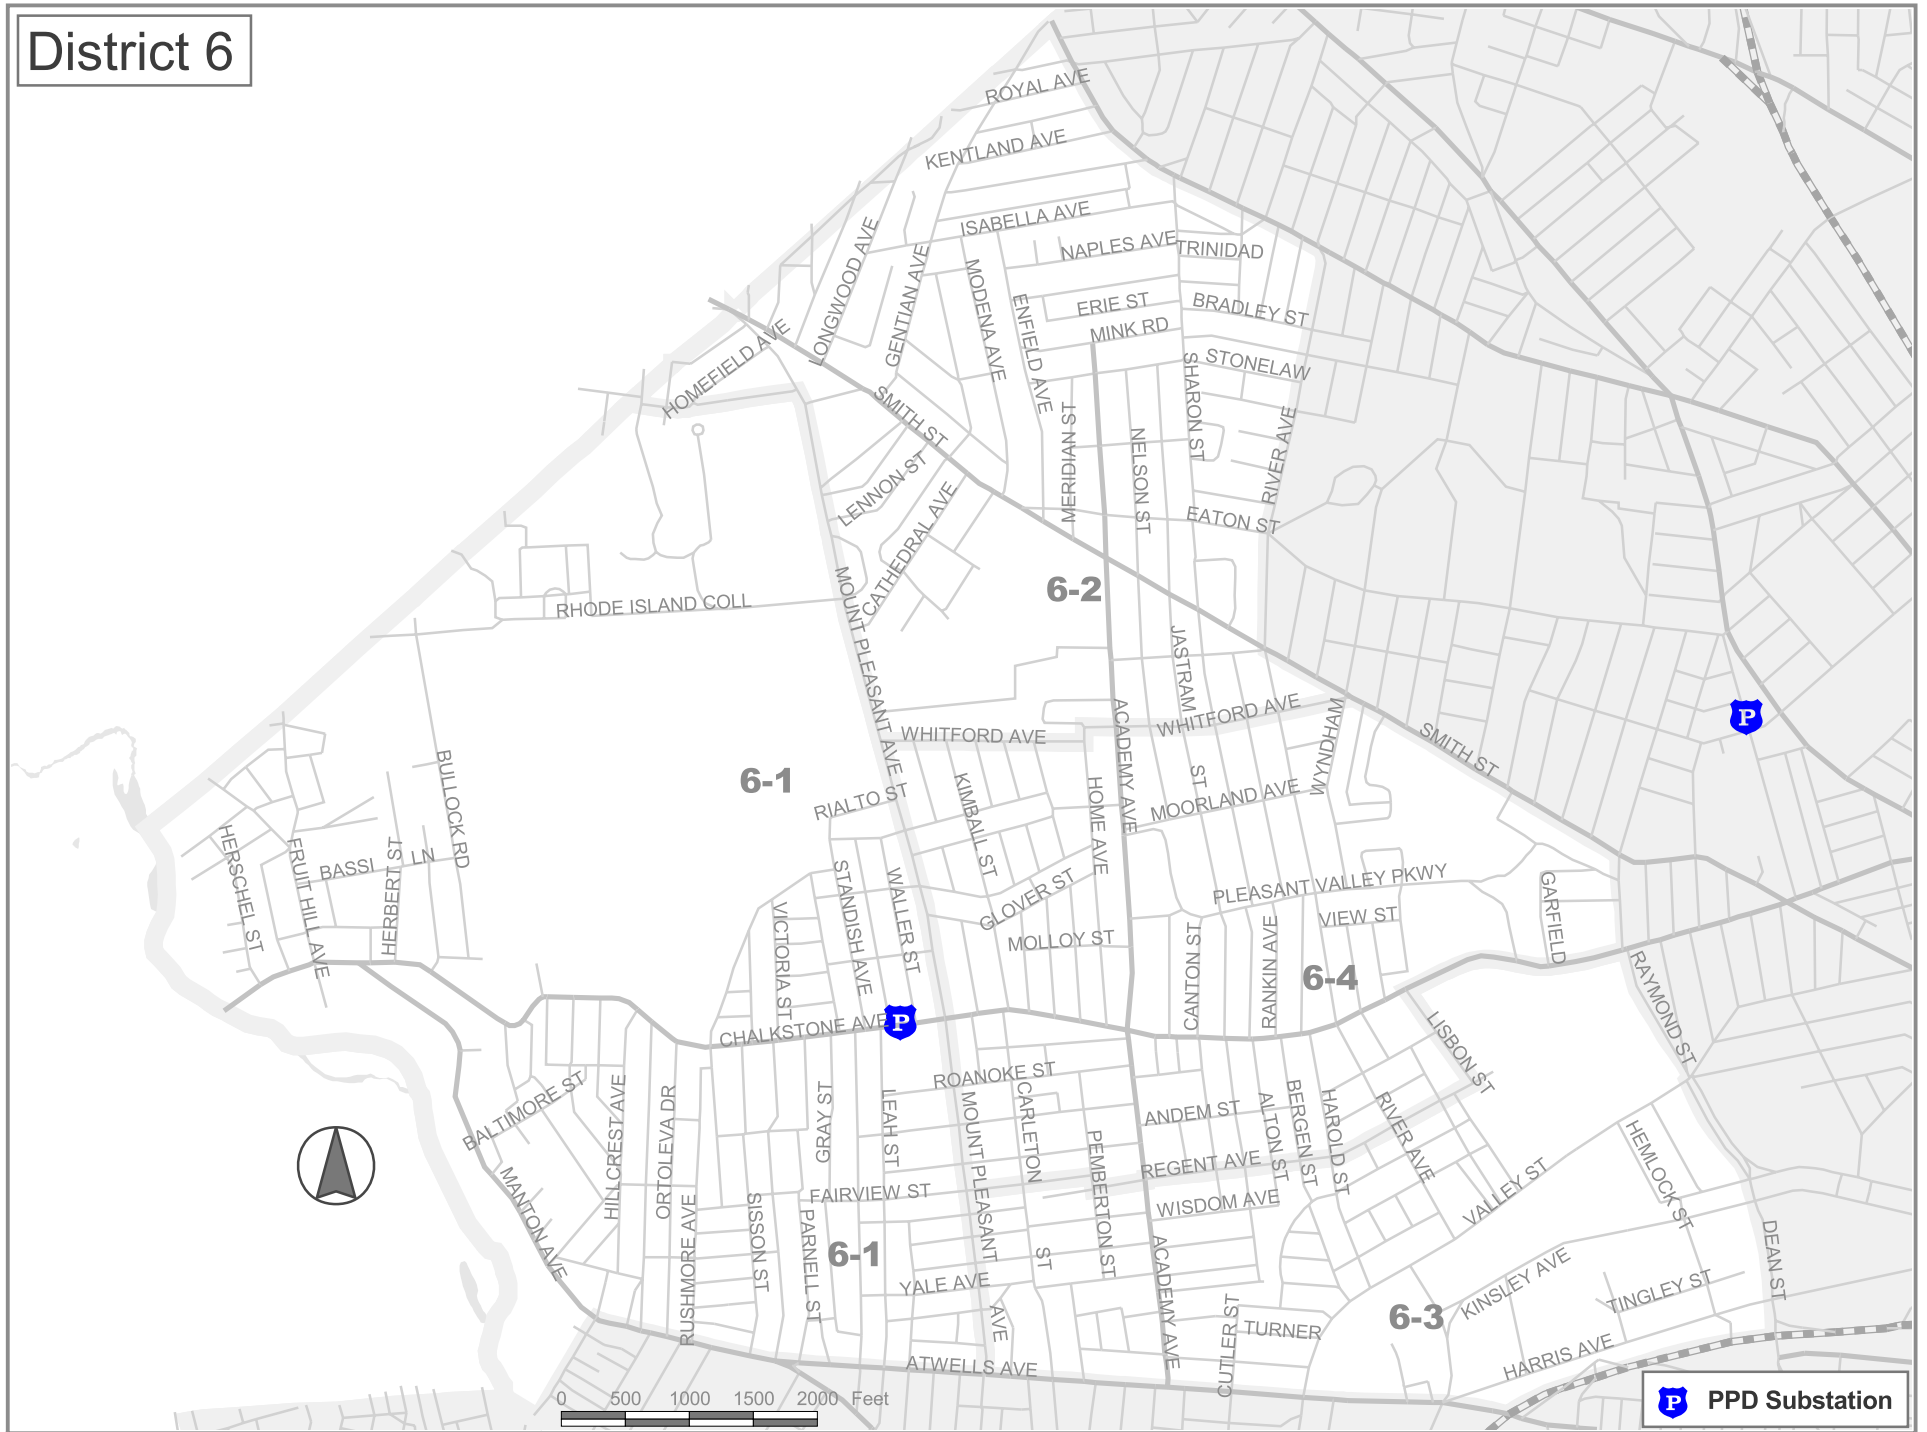 District 6
ROYAL AVE
KENTLAND AVE
ISABELLA AVE
NAPLES AVE
TRINIDAD
LONGWOOD AVE
GENTIAN AVE
MODENA AVE
ENFIELD AVE
ERIE ST
BRADLEY ST
MINK RD
HOMEFIELD AVE
STONELAW
SHARON ST
SMITH ST
MERIDIAN ST
NELSON ST
RIVER AVE
LENNON ST
CATHEDRAL AVE
EATON ST
6-2
RHODE ISLAND COLL
MOUNT PLEASANT AVE
JASTRAM
ST
WHITFORD AVE
WHITFORD AVE
ACADEMY AVE
WYNDHAM
SMITH ST
P
6-1
RIALTO ST
KIMBALL ST
HOME AVE
MOORLAND AVE
BULLOCK RD
HERSCHEL ST
FRUIT HILL AVE
BASSI LN
HERBERT ST
STANDISH AVE
WALLER ST
GLOVER ST
PLEASANT VALLEY PKWY
GARFIELD
VICTORIA ST
MOLLOY ST
VIEW ST
CANTON ST
RANKIN AVE
6-4
RAYMOND ST
CHALKSTONE AVE
P
LISBON ST
ROANOKE ST
BALTIMORE ST
HILLCREST AVE
ORTOLEVA DR
GRAY ST
LEAH ST
MOUNT PLEASANT
AVE
CARLETON
ST
ANDEM ST
ALTON ST
BERGEN ST
HAROLD ST
RIVER AVE
HEMLOCK ST
PEMBERTON ST
REGENT AVE
VALLEY ST
MANTON AVE
FAIRVIEW ST
WISDOM AVE
RUSHMORE AVE
SISSON ST
PARNELL ST
6-1
DEAN ST
YALE AVE
ACADEMY AVE
KINSLEY AVE
TINGLEY ST
CUTLER ST
TURNER
6-3
HARRIS AVE
ATWELLS AVE
0 500 1000 1500 2000 Feet
P PPD Substation